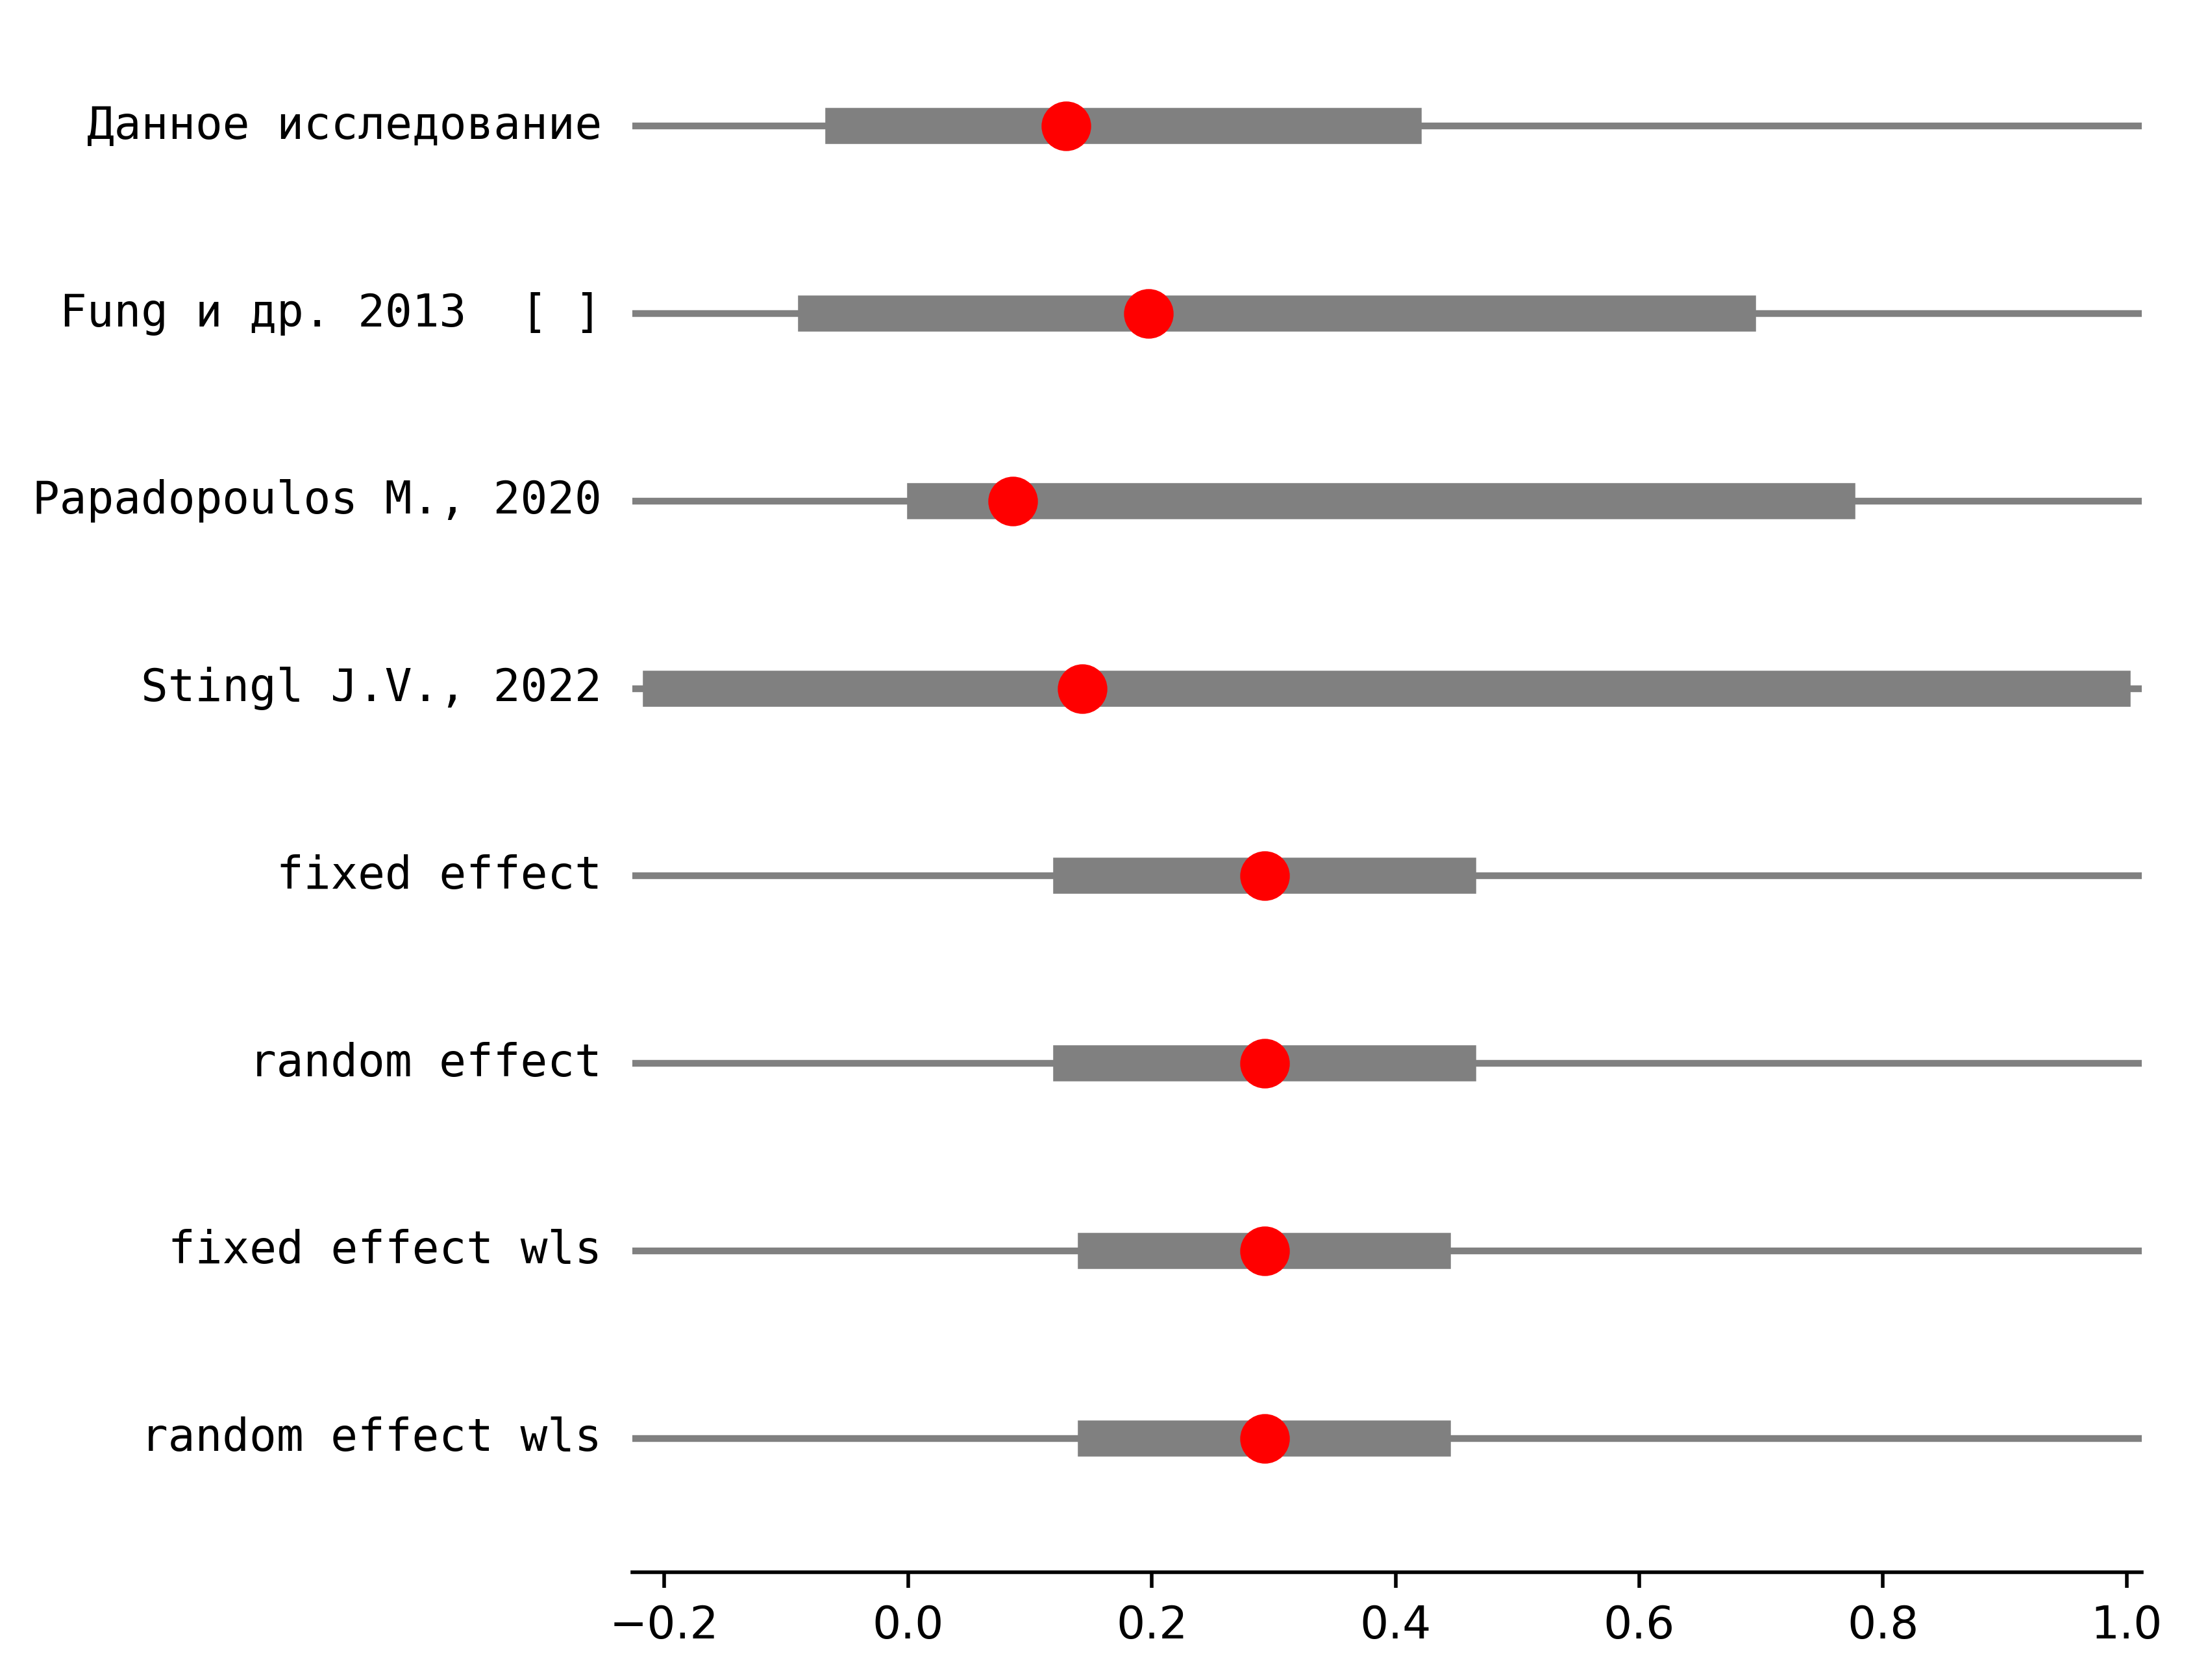 Данное исследование
Fung и др. 2013  [ ]
Papadopoulos M., 2020
Stingl J.V., 2022
fixed effect
random effect
fixed effect wls
random effect wls
−0.2 0.0 0.2 0.4 0.6 0.8 1.0